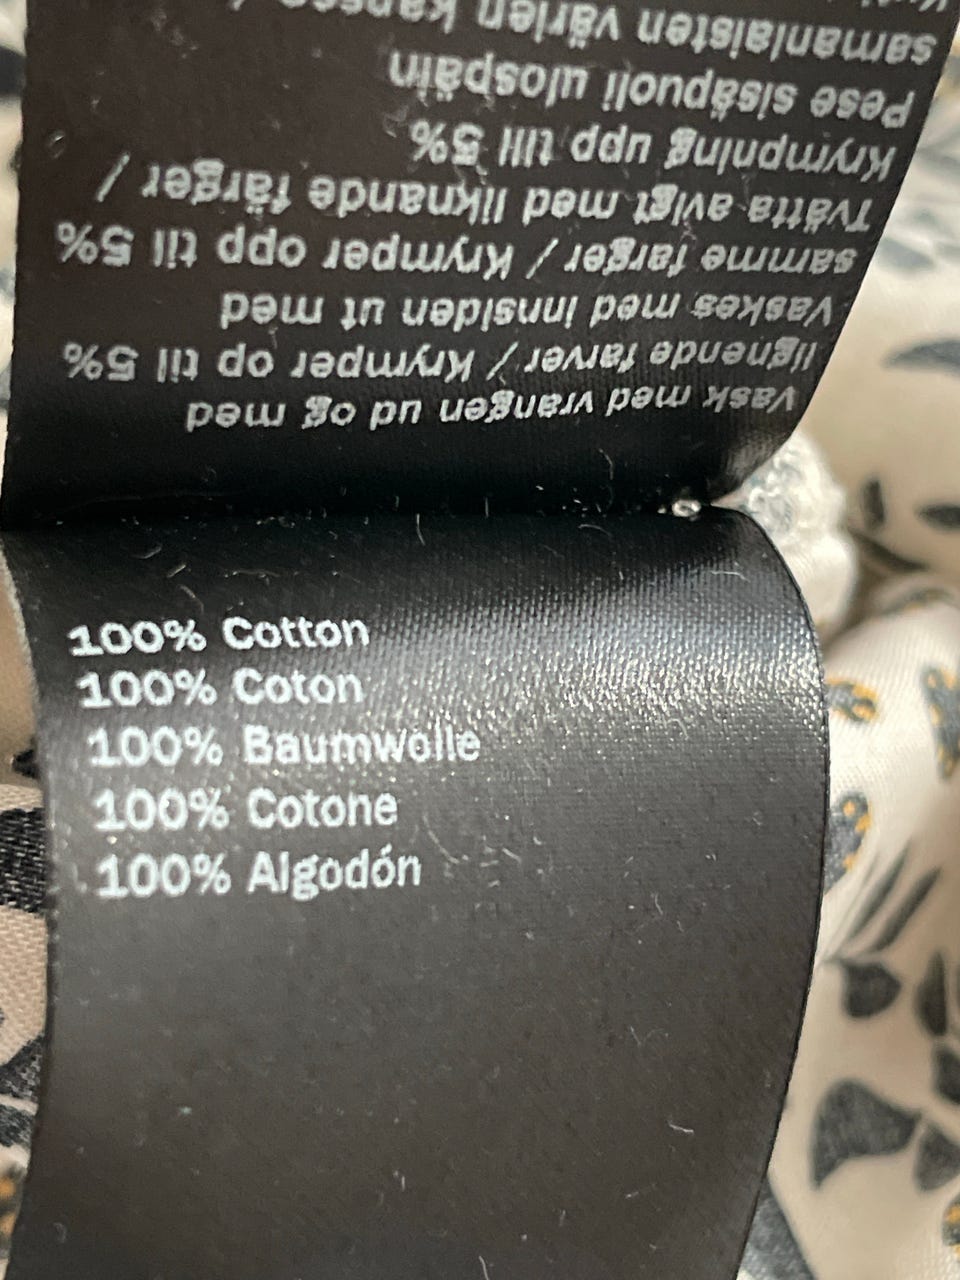 100% Cotton
100% Coton
100% Baumwolle
100% Cotone
100% Algodón
Vask med vrangen ud og med
lignende farver / Krymper op til 5%
Vaskes med innsiden ut med
samme farger / Krymper opp til 5%
Tvätta avigt med liknande färger /
Krympning upp till 5%
Pese sisäpuoli ulospäin
samanlaisten värien kanssa /